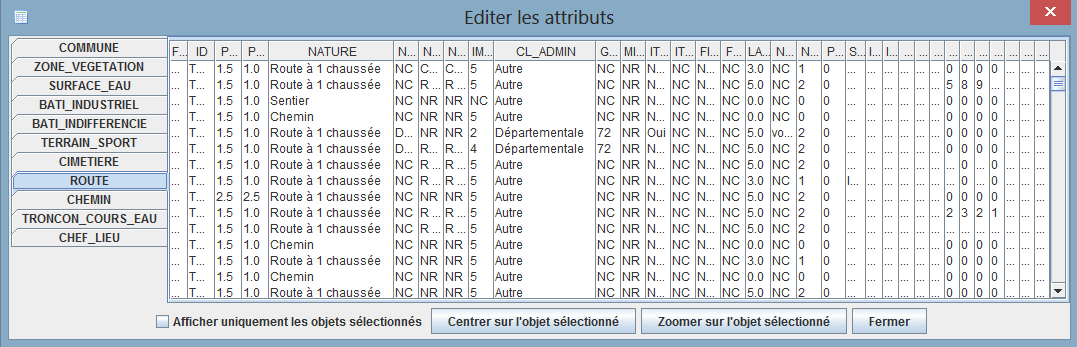 Editer les attributs
COMMUNE
ZONE_VEGETATION
SURFACE_EAU
BATI_INDUSTRIEL
BATI_INDIFFERENCIE
TERRAIN_SPORT
CIMETIERE
ROUTE
CHEMIN
TRONCON_COURS_EAU
CHEF_LIEU
F... ID P... P... NATURE N... N... N... IM... CL_ADMIN G... MI... IT... IT... FI... F... LA... N... N... P... S... I... I... ... ... ... ... ... ... ... ... ... ...
... T... 1.5 1.0 Route à 1 chaussée NC C... C... 5 Autre NC NR N... NC N... NC 3.0 NC 1 0 ... ... ... ... ... ... 0 0 0 0 ... ... ...
... T... 1.5 1.0 Route à 1 chaussée NC R ... R ... 5 Autre NC NR N... NC N... NC 5.0 NC 2 0 ... ... ... ... ... ... 5 8 9 ... ... ... ...
... T... 1.5 1.0 Sentier NC NR NR NC Autre NC NR N... NC N... NC 0.0 NC 0 0 ... ... ... ... ... ... 0 0 0 0 ... ... ...
... T... 1.5 1.0 Chemin NC NR NR 5 Autre NC NR N... NC N... NC 0.0 NC 0 0 ... ... ... ... ... ... 0 0 0 0 ... ... ...
... T... 1.5 1.0 Route à 1 chaussée D... NR NR 2 Départementale 72 NR Oui NC N... NC 5.0 vo... 2 0 ... ... ... ... ... ... 0 0 0 0 ... ... ...
... T... 1.5 1.0 Route à 1 chaussée D... R... R... 4 Départementale 72 NR N... NC N... NC 5.0 NC 2 0 ... ... ... ... ... ... 0 0 0 0 ... ... ...
... T... 1.5 1.0 Route à 1 chaussée NC R ... R ... 5 Autre NC NR N... NC N... NC 5.0 NC 2 0 ... ... ... ... ... ... ... 0 ... 0 ... ... ...
... T... 1.5 1.0 Route à 1 chaussée NC R ... R ... 5 Autre NC NR N... NC N... NC 3.0 NC 1 0 I... ... ... ... ... ... ... 0 ... 0 ... ... ...
... T... 2.5 2.5 Route à 1 chaussée NC NR NR 5 Autre NC NR N... NC N... NC 5.0 NC 2 0 ... ... ... ... ... ... 0 0 0 0 ... ... ...
... T... 1.5 1.0 Route à 1 chaussée NC R ... R ... 5 Autre NC NR N... NC N... NC 5.0 NC 2 0 ... ... ... ... ... ... 2 3 2 1 ... ... ...
... T... 1.5 1.0 Route à 1 chaussée NC R ... R ... 5 Autre NC NR N... NC N... NC 5.0 NC 2 0 ... ... ... ... ... ... ... ... ... ... ... ... ...
... T... 1.5 1.0 Chemin NC NR NR 5 Autre NC NR N... NC N... NC 0.0 NC 0 0 ... ... ... ... ... ... 0 0 0 0 ... ... ...
... T... 1.5 1.0 Route à 1 chaussée NC NR NR 5 Autre NC NR N... NC N... NC 3.0 NC 1 0 ... ... ... ... ... ... 0 0 0 0 ... ... ...
... T... 1.5 1.0 Chemin NC NR NR 5 Autre NC NR N... NC N... NC 0.0 NC 0 0 ... ... ... ... ... ... 0 0 0 0 ... ... ...
... T... 1.5 1.0 Route à 1 chaussée NC NR NR 5 Autre NC NR N... NC N... NC 5.0 NC 2 0 ... ... ... ... ... ... 0 0 0 0 ... ... ...
Afficher uniquement les objets sélectionnés Centrer sur l'objet sélectionné Zoomer sur l'objet sélectionné Fermer